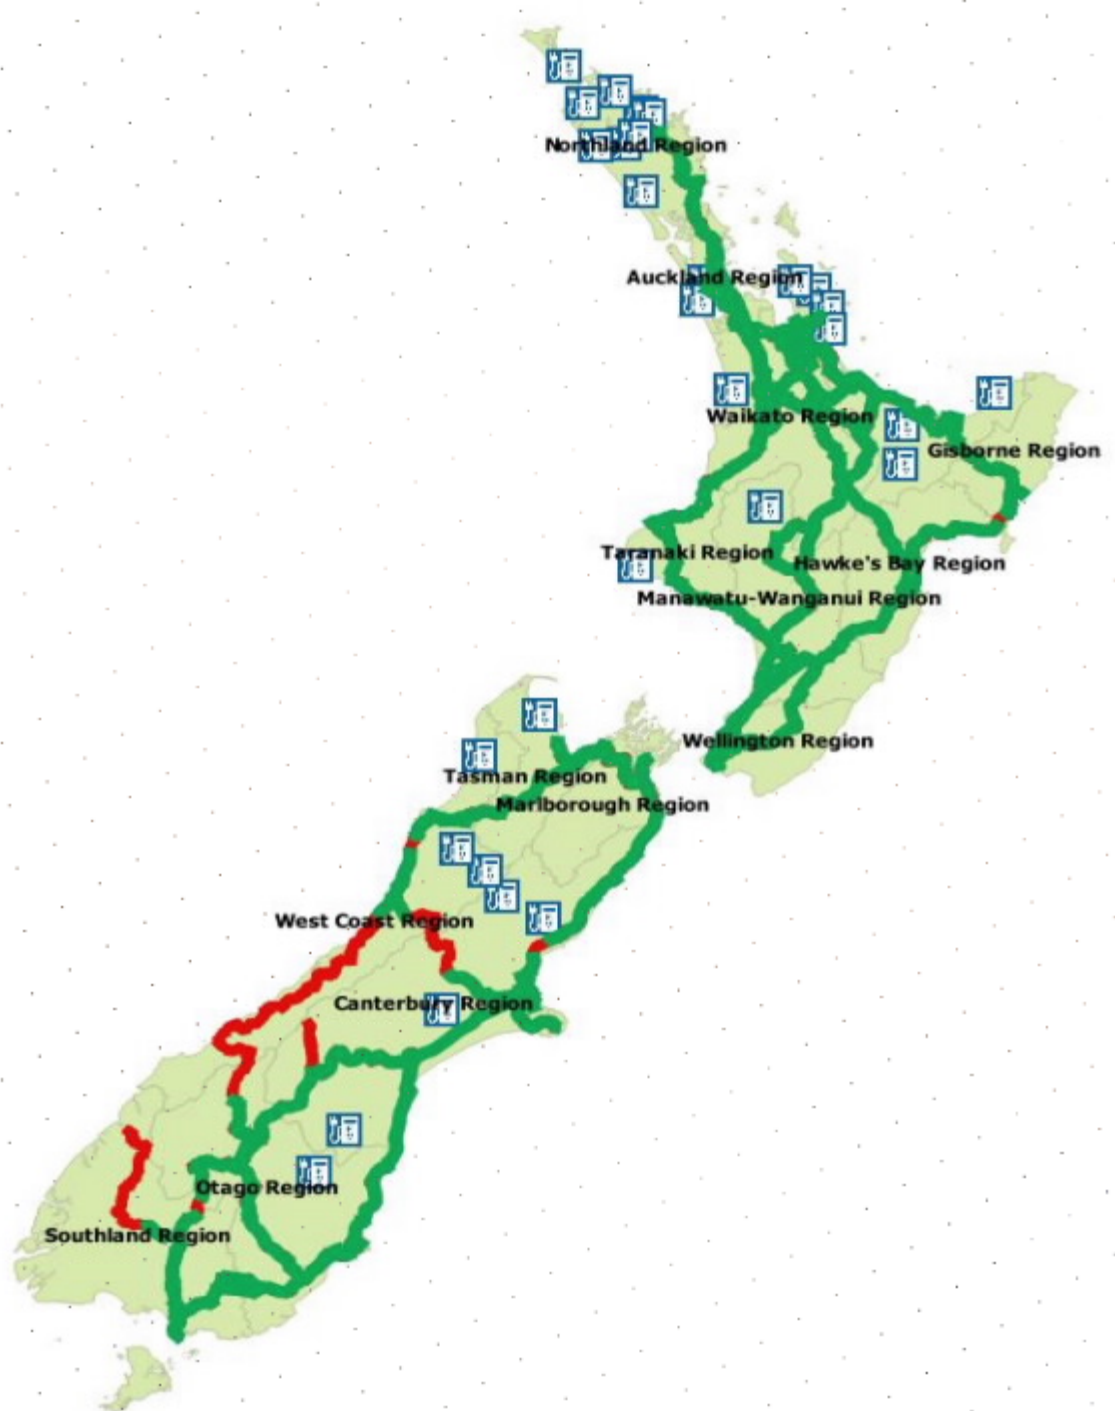 Northland Region
Auckland Region
Waikato Region
Gisborne Region
Taranaki Region
Hawke's Bay Region
Manawatu-Wanganui Region
Wellington Region
Tasman Region
Marlborough Region
West Coast Region
Canterbury Region
Otago Region
Southland Region